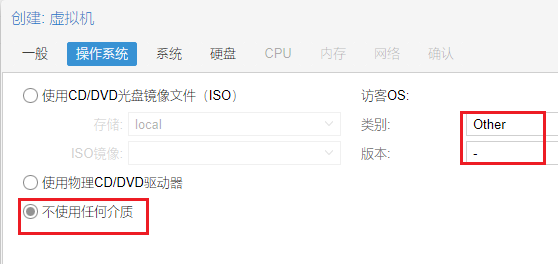 创建: 虚拟机
一般 操作系统 系统 硬盘 CPU 内存 网络 确认
使用CD/DVD光盘镜像文件（ISO） 访客OS:
存储: local 类别: Other
ISO镜像: 版本: -
使用物理CD/DVD驱动器
不使用任何介质